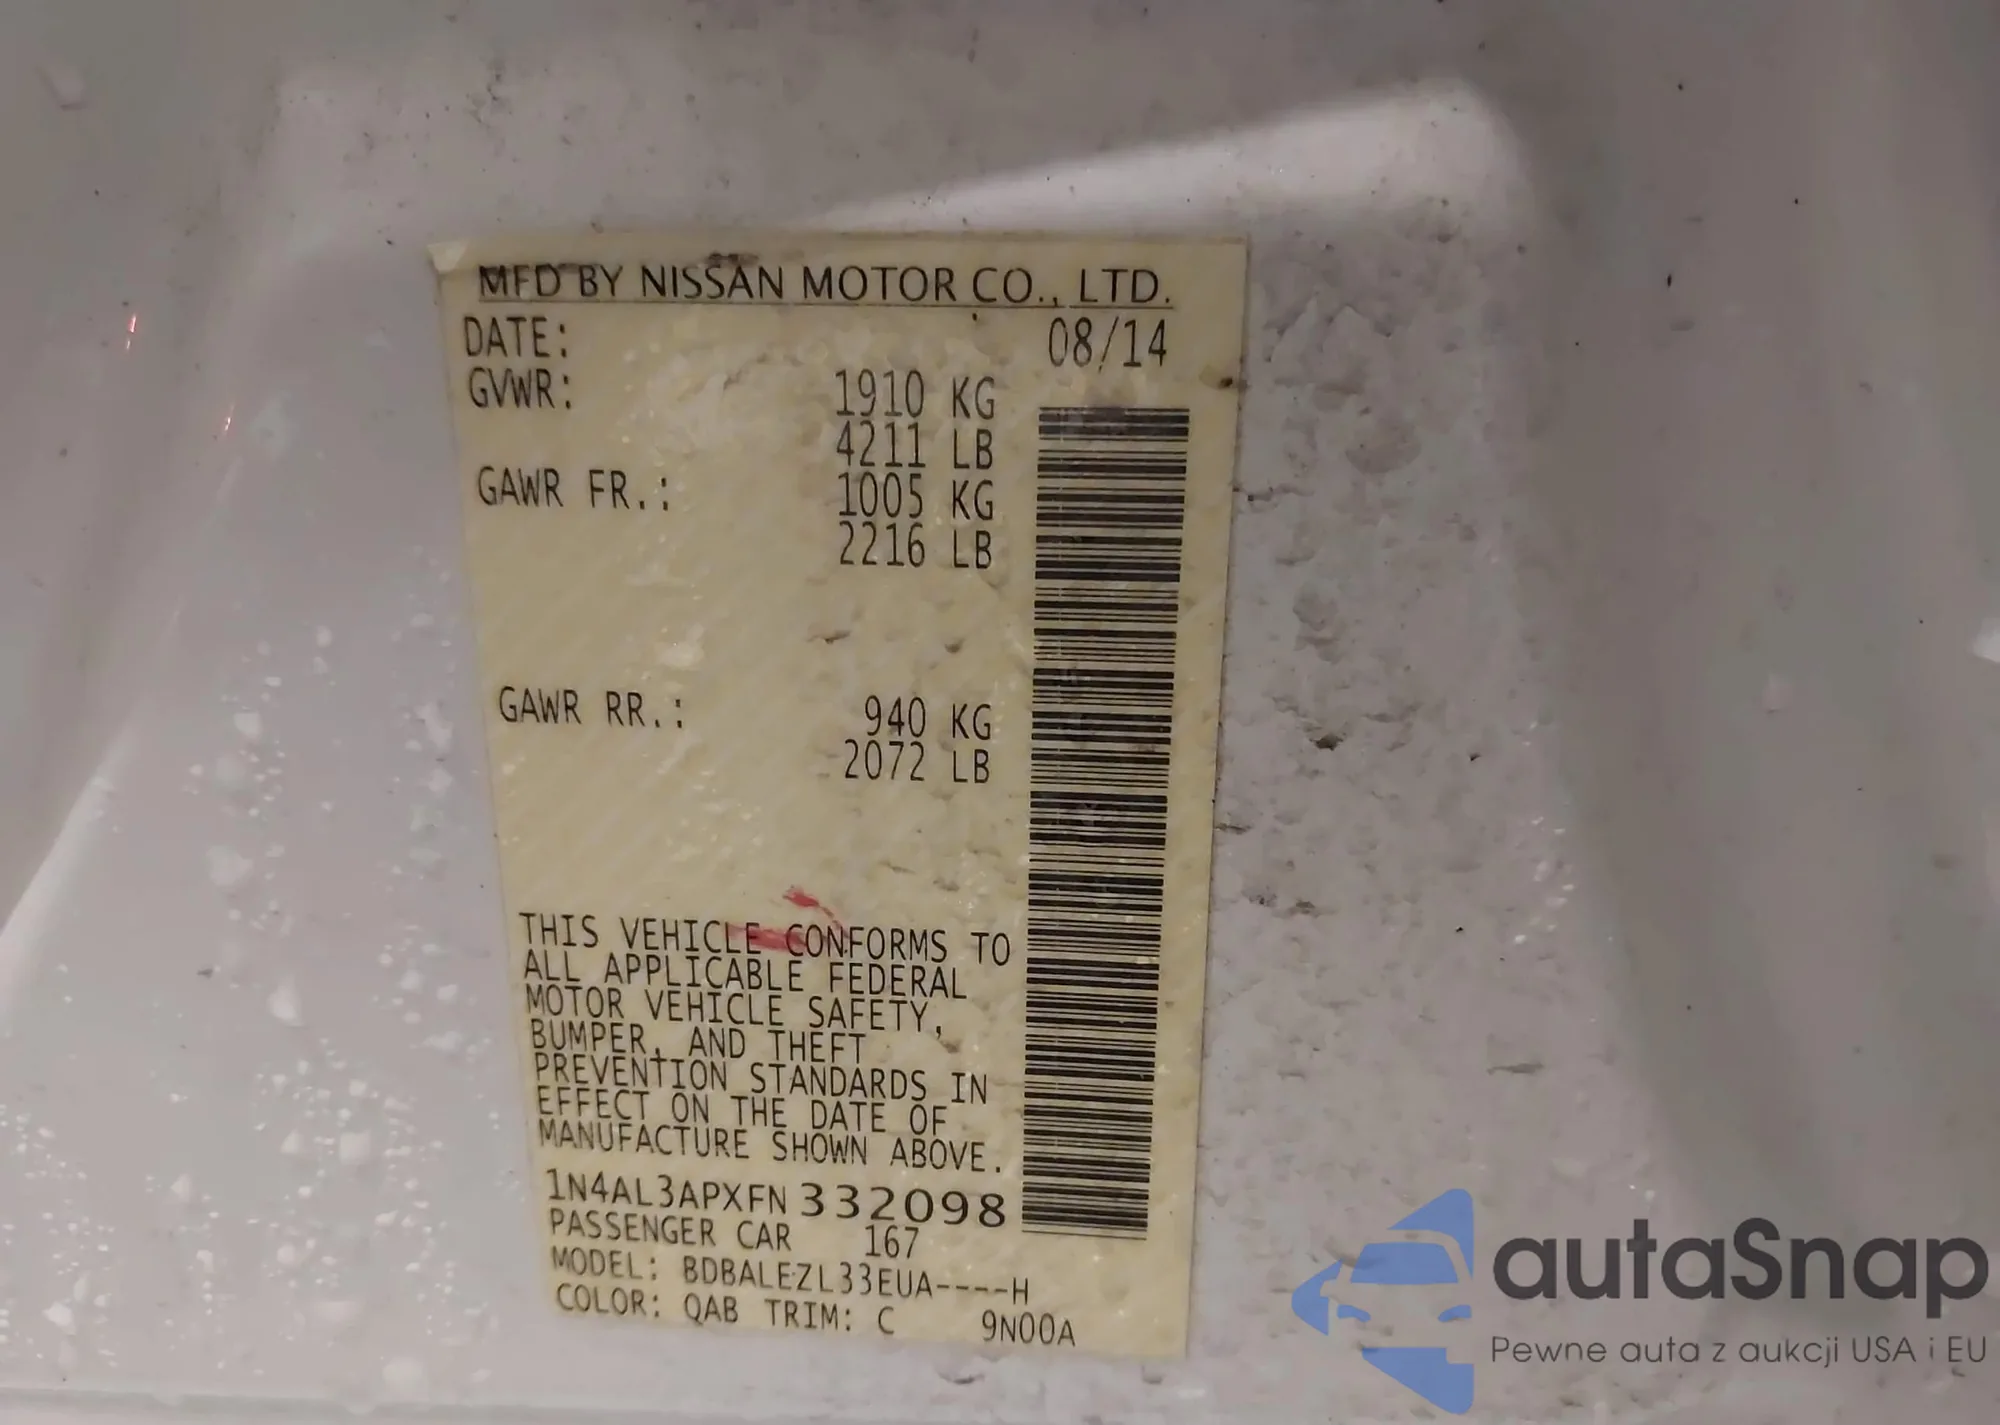 MFD BY NISSAN MOTOR CO., LTD.
DATE: 08/14
GVWR: 1910 KG
4211 LB
GAWR FR.: 1005 KG
2216 LB
GAWR RR.: 940 KG
2072 LB
THIS VEHICLE CONFORMS TO
ALL APPLICABLE FEDERAL
MOTOR VEHICLE SAFETY,
BUMPER, AND THEFT
PREVENTION STANDARDS IN
EFFECT ON THE DATE OF
MANUFACTURE SHOWN ABOVE.
1N4AL3APXFN332098
PASSENGER CAR 167
MODEL: BDBALEZL33EUA----H
COLOR: QAB TRIM: C 9N00A
autaSnap
Pewne auta z aukcji USA i EU